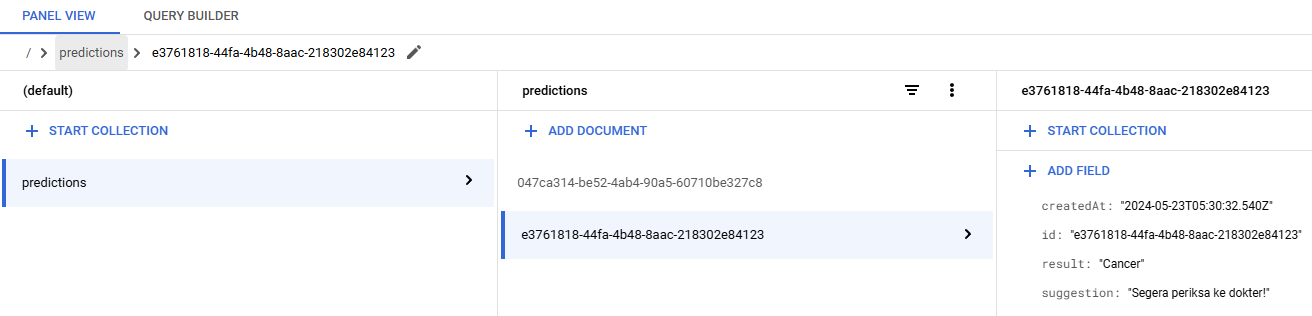 PANEL VIEW QUERY BUILDER
/ > predictions > e3761818-44fa-4b48-8aac-218302e84123
(default)
+ START COLLECTION
predictions
predictions
+ ADD DOCUMENT
047ca314-be52-4ab4-90a5-60710be327c8
e3761818-44fa-4b48-8aac-218302e84123
e3761818-44fa-4b48-8aac-218302e84123
+ START COLLECTION
+ ADD FIELD
createdAt: "2024-05-23T05:30:32.540Z"
id: "e3761818-44fa-4b48-8aac-218302e84123"
result: "Cancer"
suggestion: "Segera periksa ke dokter!"